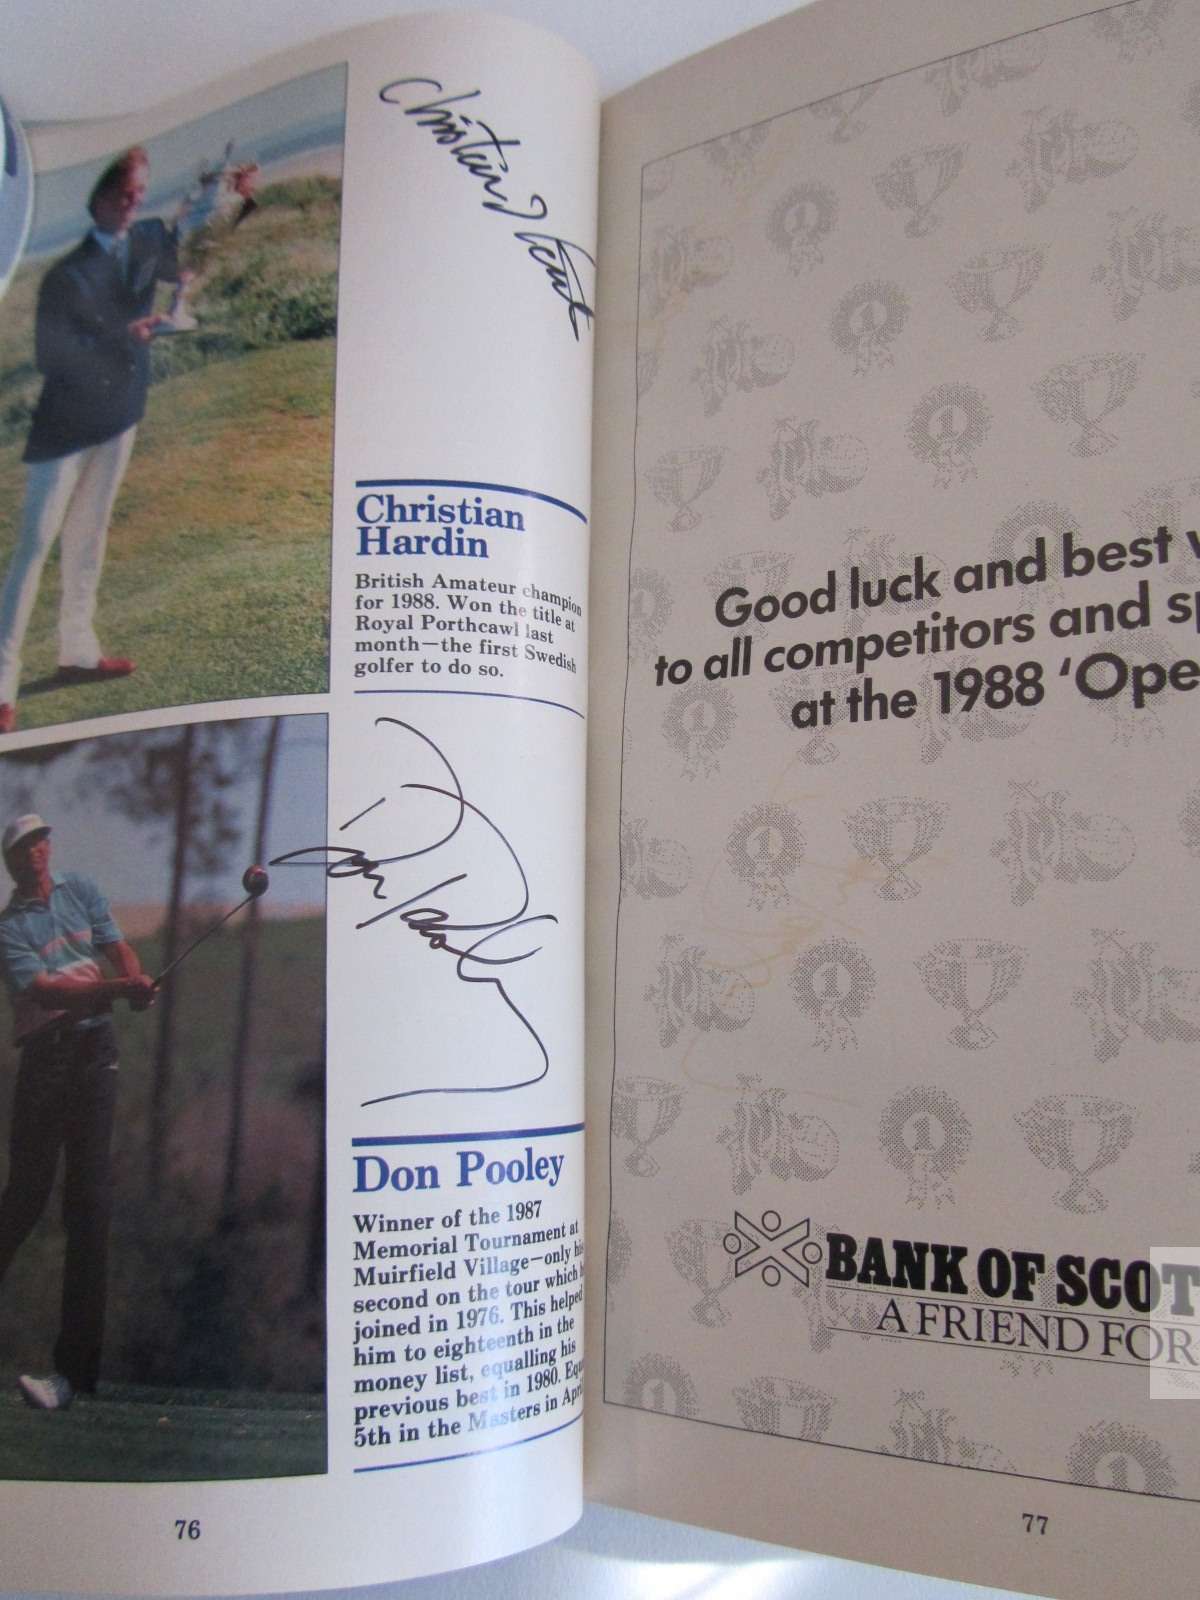 Christian Hardin
Christian
Hardin
British Amateur champion
for 1988. Won the title at
Royal Porthcawl last
month—the first Swedish
golfer to do so.
Don Pooley
Don Pooley
Winner of the 1987
Memorial Tournament at
Muirfield Village—only his
second on the tour which
joined in 1976. This helped
him to eighteenth in the
money list, equalling his
previous best in 1980.
5th in the Masters in
76
Good luck and best
to all competitors and
at the 1988 ‘Ope
BANK OF SCOT
A FRIEND FOR
77